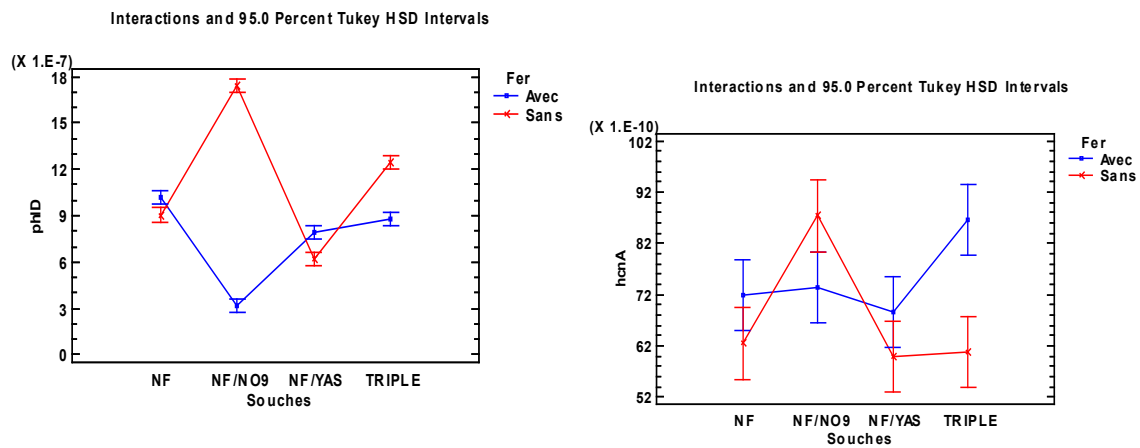 Interactions and 95.0 Percent Tukey HSD Intervals
(X 1.E-7)
18
15
12
9
6
3
0
phlD
NF
NF/NO9
NF/YAS
TRIPLE
Souches
Fer
Avec
Sans
Interactions and 95.0 Percent Tukey HSD Intervals
(X 1.E-10)
102
92
82
72
62
52
hcnA
NF
NF/NO9
NF/YAS
TRIPLE
Souches
Fer
Avec
Sans